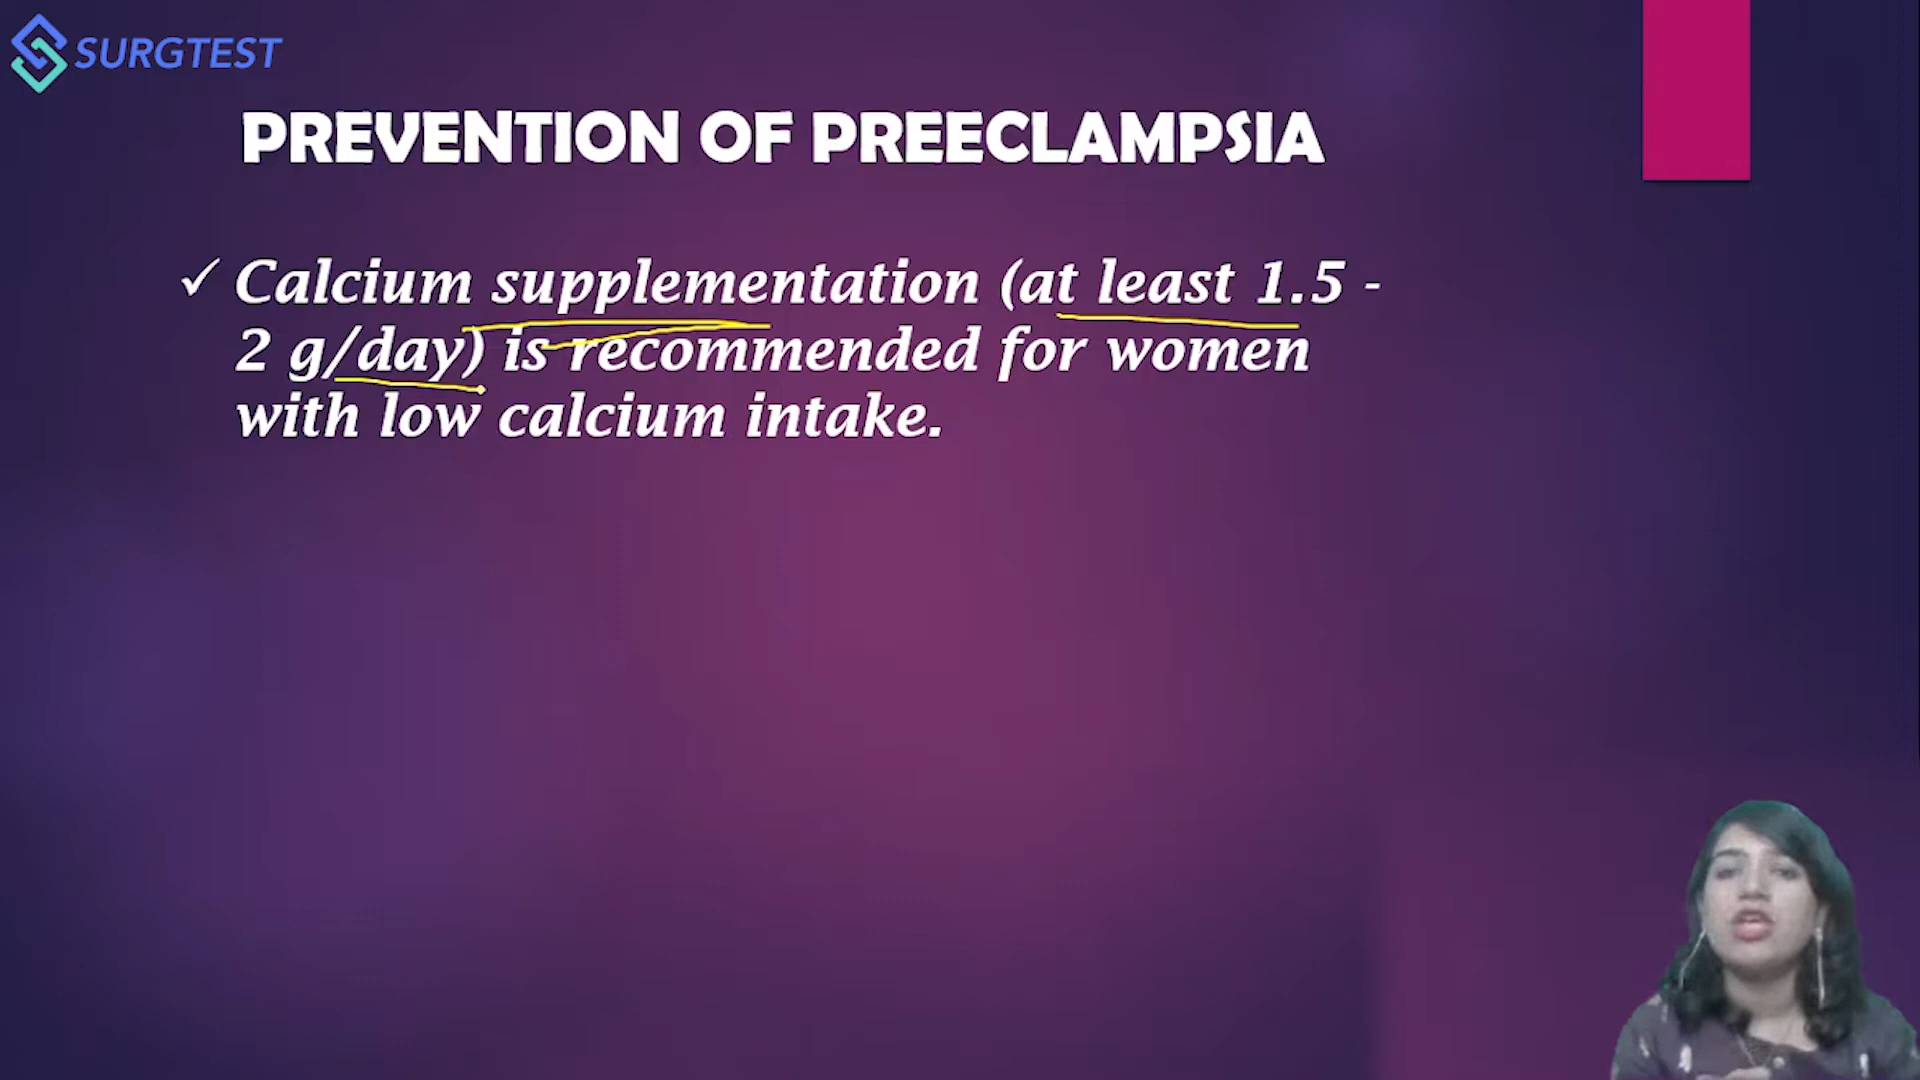 SURGTEST
PREVENTION OF PREECLAMPSIA
✓ Calcium supplementation (at least 1.5 -
2 g/day) is recommended for women
with low calcium intake.